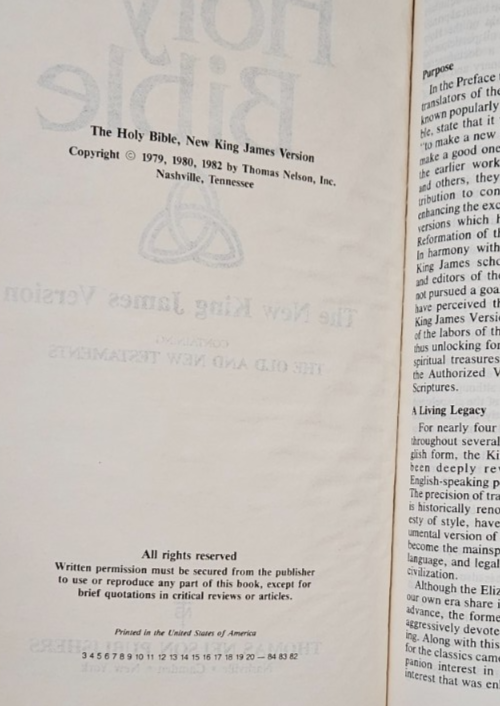 The Holy Bible, New King James Version
Copyright © 1979, 1980, 1982 by Thomas Nelson, Inc.
Nashville, Tennessee
All rights reserved
Written permission must be secured from the publisher
to use or reproduce any part of this book, except for
brief quotations in critical reviews or articles.
Printed in the United States of America
3 4 5 6 7 8 9 10 11 12 13 14 15 16 17 18 19 20 — 84 83 82
Purpose
In the Preface
translators of the
known popularly
ble, state that it
"to make a new
make a good one
the earlier work
and others, they
tribution to con
enhancing the exc
versions which h
Reformation of th
In harmony with
King James scho
and editors of the
not pursued a goa
have perceived th
King James Versio
of the labors of th
thus unlocking for
spiritual treasures
the Authorized V
Scriptures.
A Living Legacy
For nearly four
throughout several
glish form, the Ki
been deeply rev
English-speaking p
The precision of tra
is historically reno
esty of style, have
umental version of
become the mainsp
language, and legal
civilization.
Although the Eliz
our own era share i
advance, the forme
aggressively devote
ing. Along with this
for the classics came
panion interest in
interest that was en